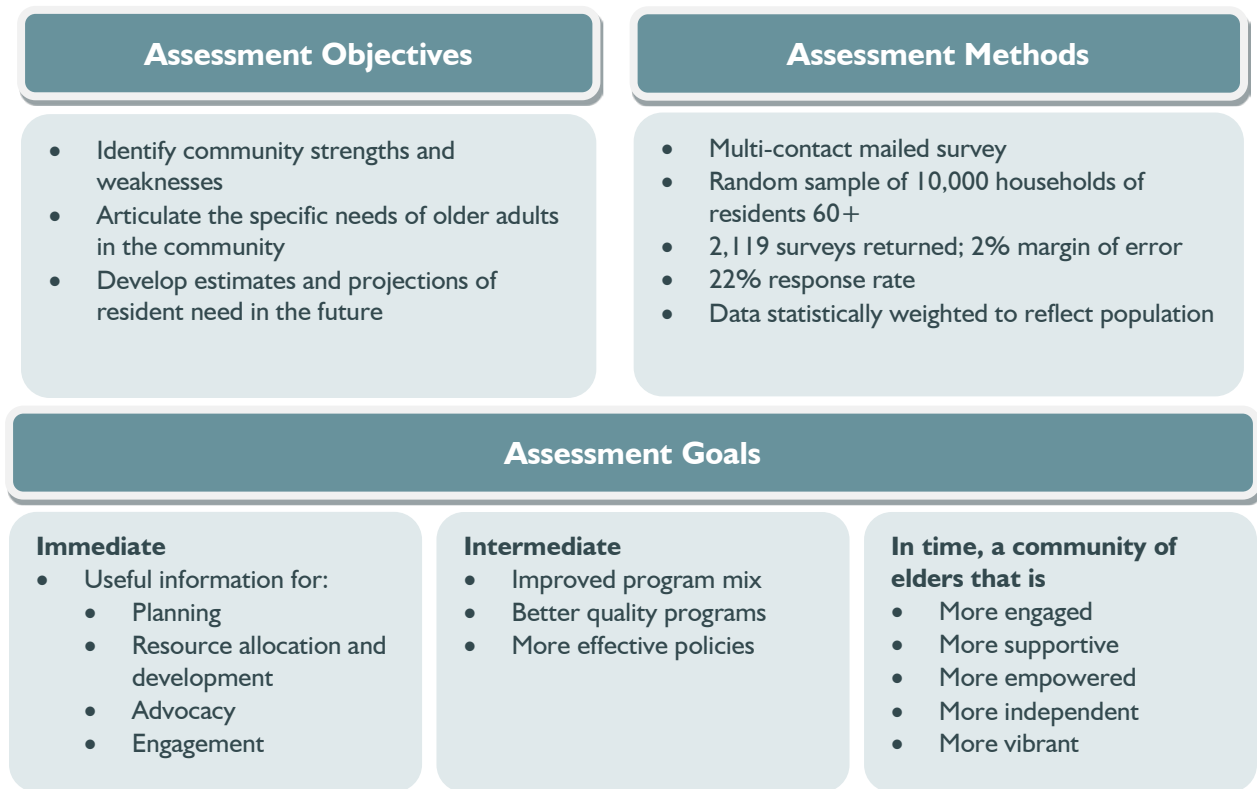 Assessment Objectives
• Identify community strengths and
weaknesses
• Articulate the specific needs of older adults
in the community
• Develop estimates and projections of
resident need in the future
Assessment Methods
• Multi-contact mailed survey
• Random sample of 10,000 households of
residents 60+
• 2,119 surveys returned; 2% margin of error
• 22% response rate
• Data statistically weighted to reflect population
Assessment Goals
Immediate
• Useful information for:
• Planning
• Resource allocation and
development
• Advocacy
• Engagement
Intermediate
• Improved program mix
• Better quality programs
• More effective policies
In time, a community of
elders that is
• More engaged
• More supportive
• More empowered
• More independent
• More vibrant